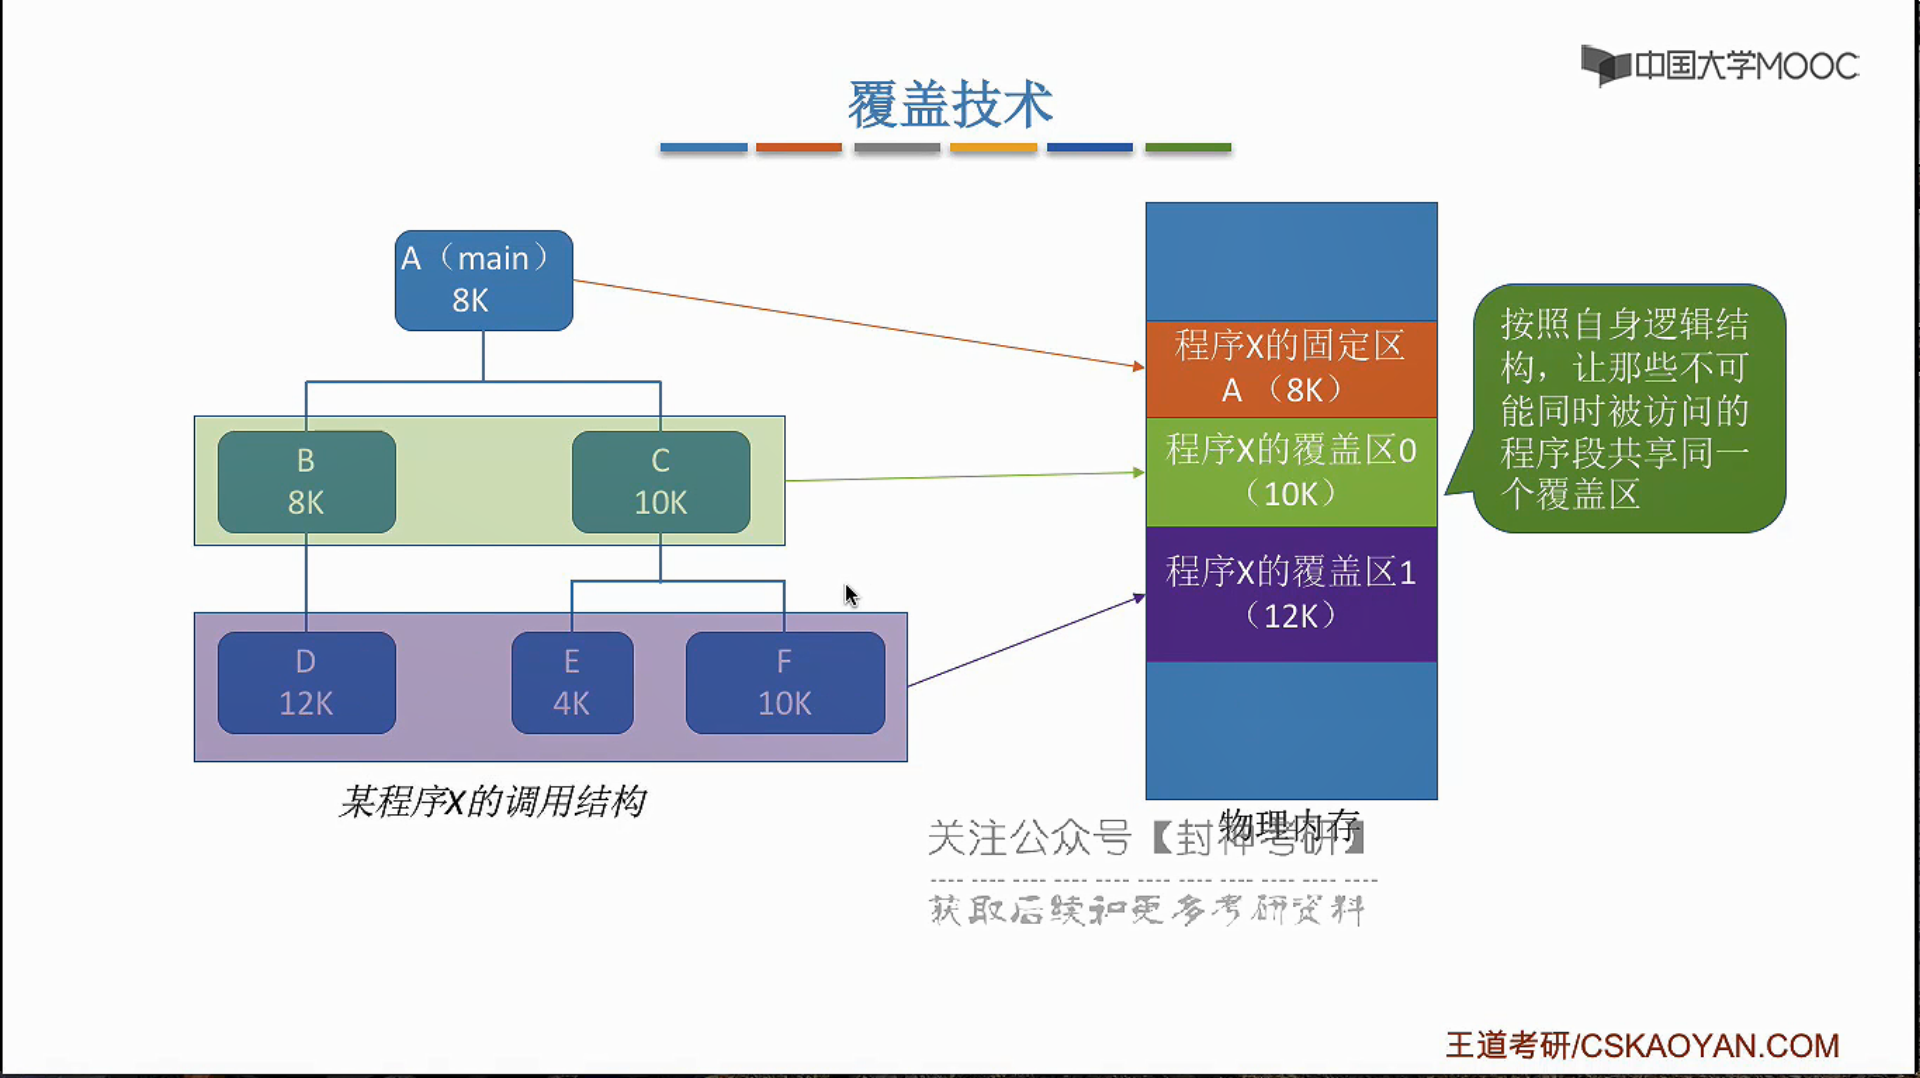 中国大学MOOC
覆盖技术
A（main）
8K
B
8K
C
10K
D
12K
E
4K
F
10K
某程序X的调用结构
程序X的固定区
A （8K）
程序X的覆盖区0
（10K）
程序X的覆盖区1
（12K）
物理内存
按照自身逻辑结
构，让那些不可
能同时被访问的
程序段共享同一
个覆盖区
关注公众号【封神考研】
获取后续和更多考研资料
王道考研/CSKAOYAN.COM